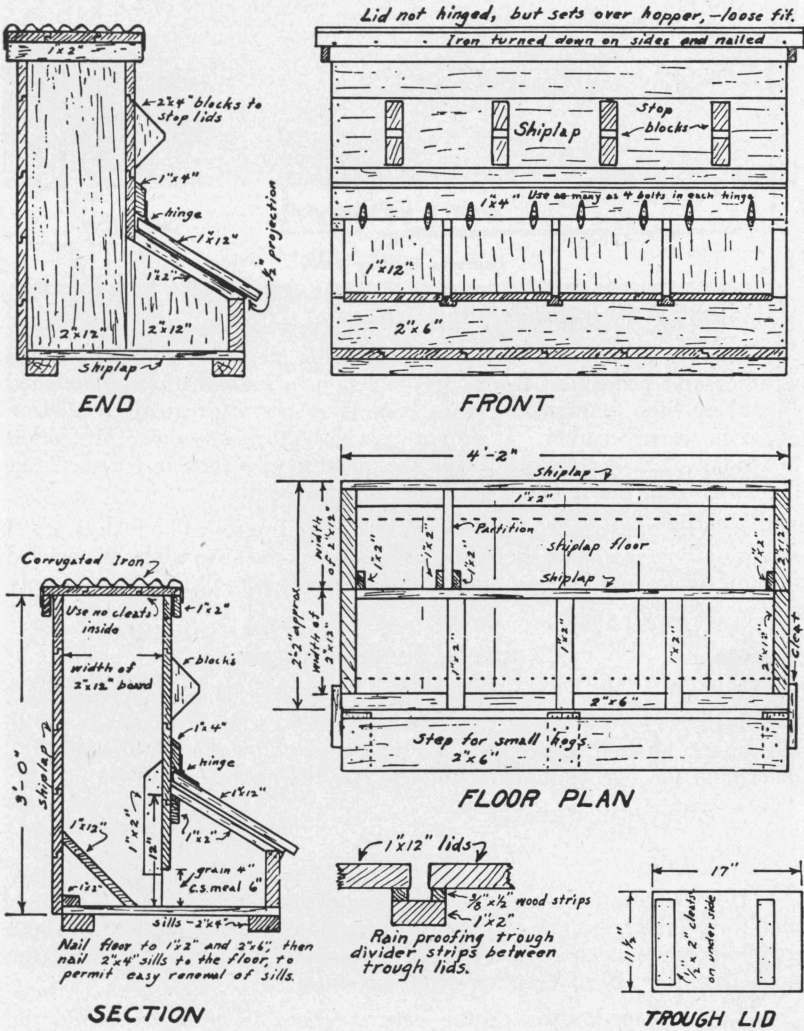 Lid not hinged, but sets over hopper,-loose fit.
Iron turned down on sides and nailed
1"x2"
2"x4" blocks to
stop lids
1"x4"
hinge
1"x12"
1"x2"
½" projection
2"x12"
2"x12"
Shiplap
END
Shiplap
Stop
blocks
1"x4"
Use as many as 4 bolts in each hinge
1"x12"
2"x6"
FRONT
4'-2"
Shiplap
1"x2"
Partition
1"x2"
1"x2"
1"x2"
1"x2"
2"x12"
shiplap floor
Shiplap
2'-2" approx.
width
of 2"x12"
width of
2"x12"
1"x2"
1"x2"
1"x2"
2"x12"
Cleat
2"x6"
Step for small hogs.
2"x6"
FLOOR PLAN
Corrugated Iron
Use no cleats
inside
1"x2"
width of
2"x12" board
blocks
1"x4"
hinge
1"x12"
1"x2"
3'-0"
Shiplap
1"x12"
1"x2"
1"x2"
12"
grain 4"
c.s. meal 6"
sills-2"x4"
Nail floor to 1"x2" and 2"x6", then
nail 2"x4" sills to the floor, to
permit easy renewal of sills.
SECTION
1"x12" lids
⅜"x½" wood strips
1"x2"
Rain proofing trough
divider strips between
trough lids.
17"
11½"
x 2" cleats
on under side
TROUGH LID